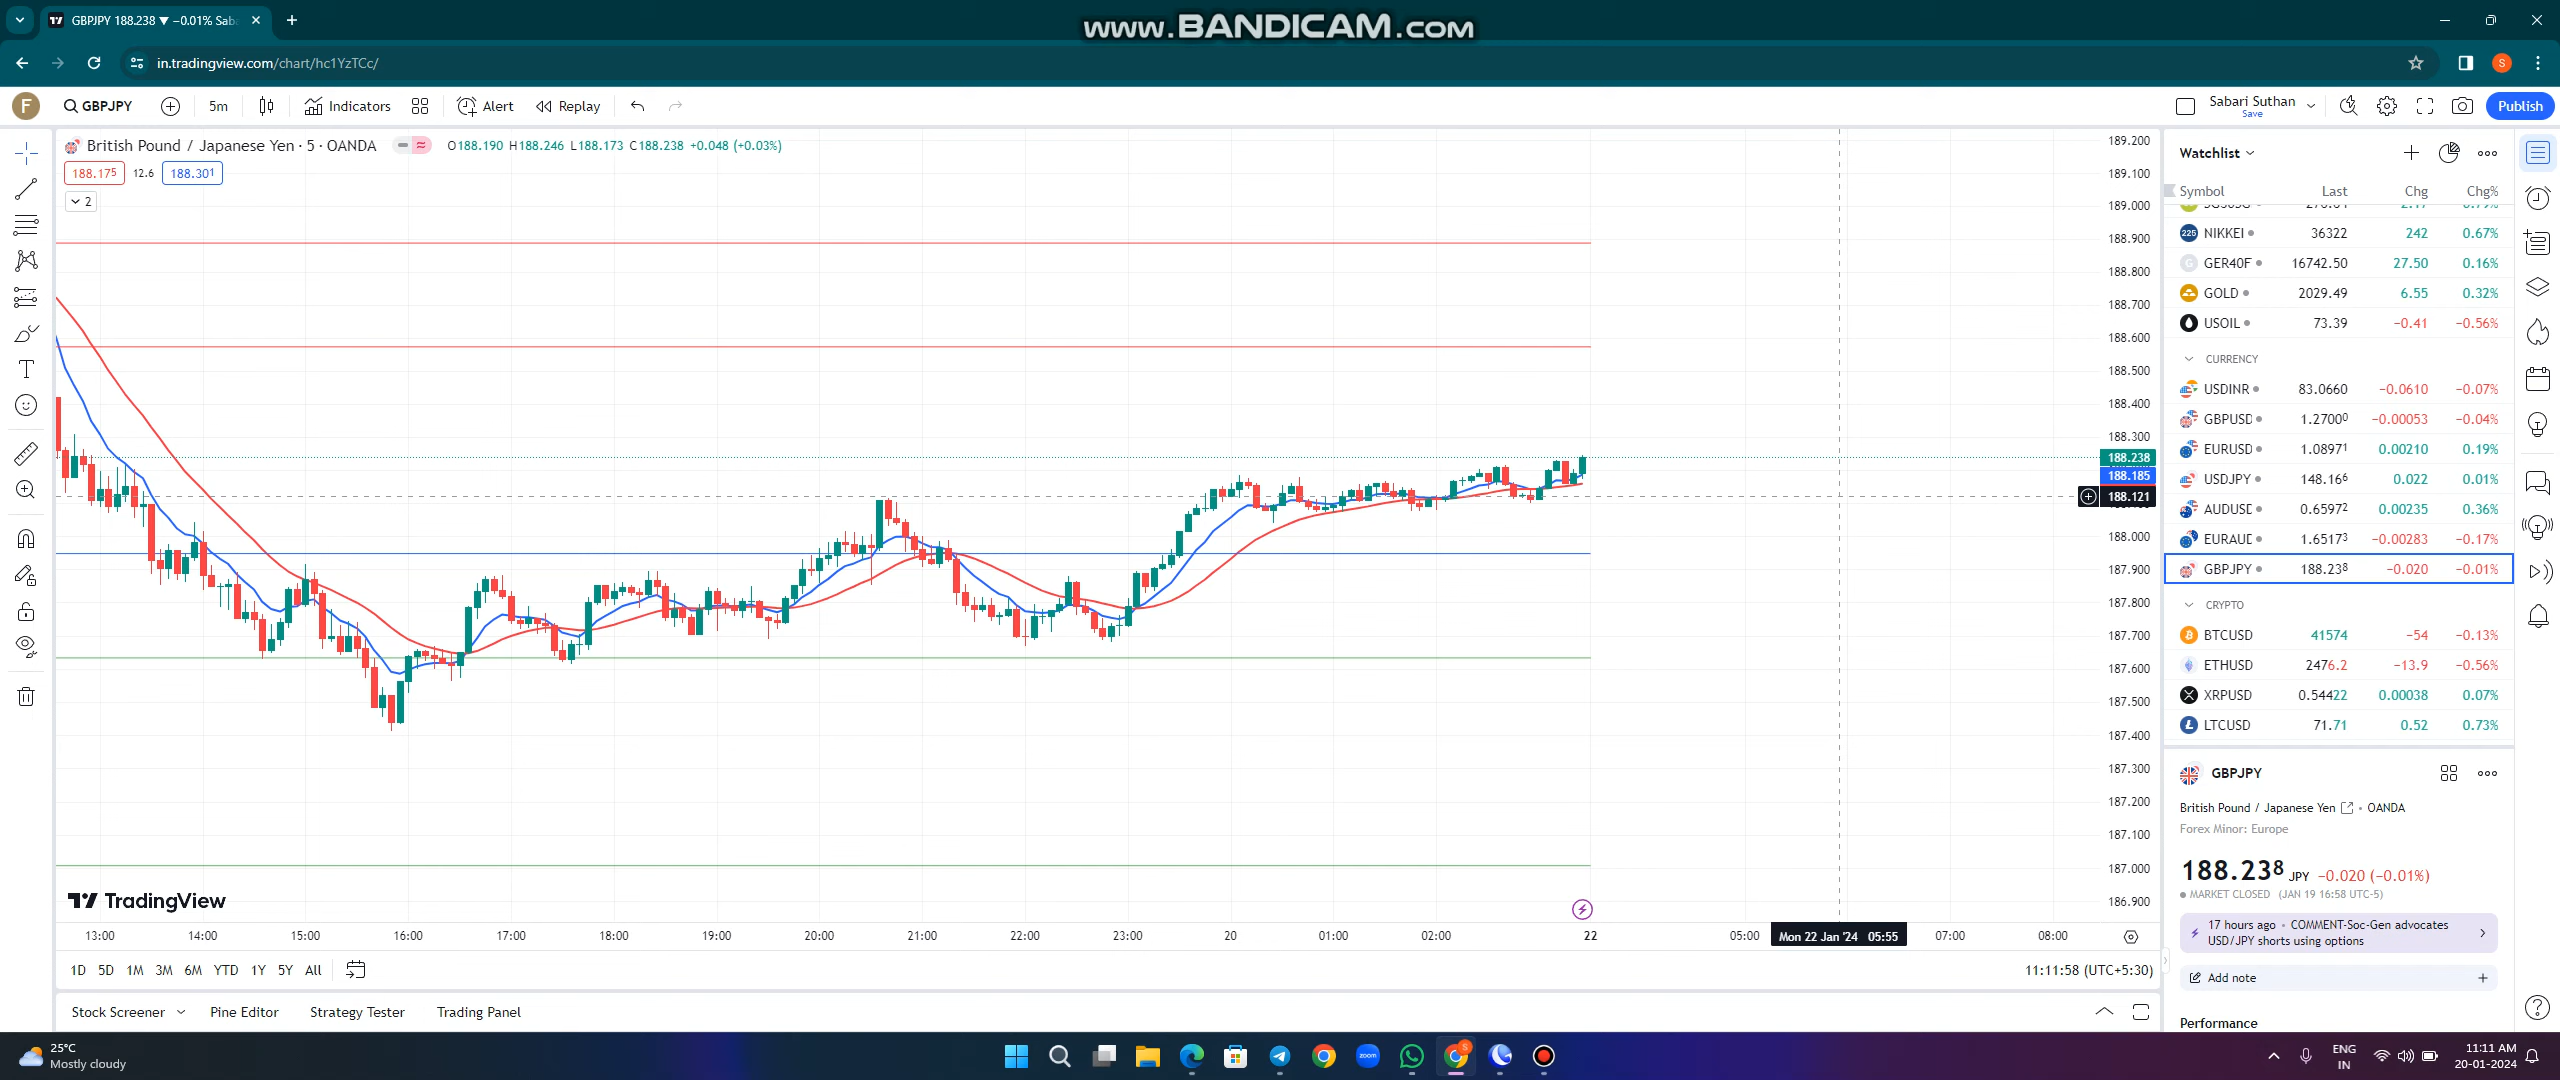 GBPJPY 188.238 ▼ −0.01% Sab
www.BANDICAM.com
in.tradingview.com/chart/hc1YzTCc/
F GBPJPY 5m Indicators Alert Replay Sabari Suthan Save Publish
British Pound / Japanese Yen · 5 · OANDA O188.190 H188.246 L188.173 C188.238 +0.048 (+0.03%)
188.175 12.6 188.301
2
189.200
189.100
189.000
188.900
188.800
188.700
188.600
188.500
188.400
188.300
188.238
188.185
188.121
188.000
187.900
187.800
187.700
187.600
187.500
187.400
187.300
187.200
187.100
187.000
186.900
TradingView
13:00 14:00 15:00 16:00 17:00 18:00 19:00 20:00 21:00 22:00 23:00 20 01:00 02:00 22 05:00 Mon 22 Jan '24 05:55 07:00 08:00
1D 5D 1M 3M 6M YTD 1Y 5Y All 11:11:58 (UTC+5:30)
Stock Screener Pine Editor Strategy Tester Trading Panel
Watchlist
Symbol Last Chg Chg%
NIKKEI 36322 242 0.67%
GER40F 16742.50 27.50 0.16%
GOLD 2029.49 6.55 0.32%
USOIL 73.39 −0.41 −0.56%
CURRENCY
USDINR 83.0660 −0.0610 −0.07%
GBPUSD 1.27000 −0.00053 −0.04%
EURUSD 1.08971 0.00210 0.19%
USDJPY 148.166 0.022 0.01%
AUDUSD 0.65972 0.00235 0.36%
EURAUD 1.65173 −0.00283 −0.17%
GBPJPY 188.238 −0.020 −0.01%
CRYPTO
BTCUSD 41574 −54 −0.13%
ETHUSD 2476.2 −13.9 −0.56%
XRPUSD 0.54422 0.00038 0.07%
LTCUSD 71.71 0.52 0.73%
GBPJPY
British Pound / Japanese Yen • OANDA
Forex Minor: Europe
188.238 JPY −0.020 (−0.01%)
MARKET CLOSED (JAN 19 16:58 UTC-5)
17 hours ago • COMMENT-Soc-Gen advocates
USD/JPY shorts using options
Add note
Performance
25°C
Mostly cloudy
zoom
ENG
IN
11:11 AM
20-01-2024